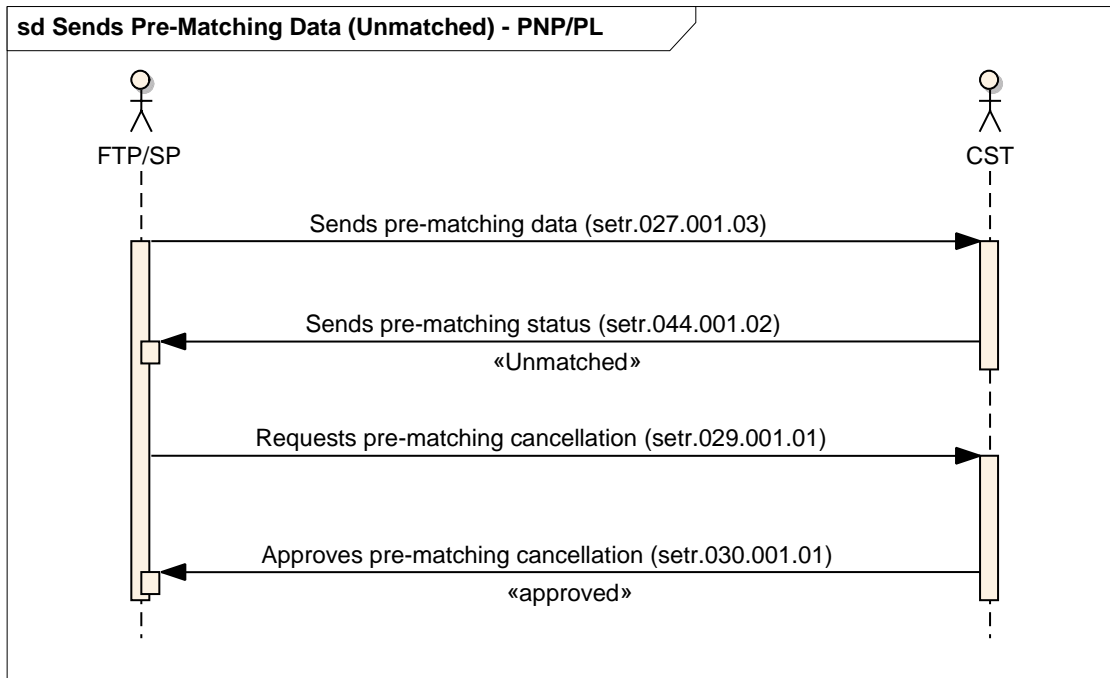 sd Sends Pre-Matching Data (Unmatched) - PNP/PL
FTP/SP
CST
Sends pre-matching data (setr.027.001.03)
Sends pre-matching status (setr.044.001.02)
«Unmatched»
Requests pre-matching cancellation (setr.029.001.01)
Approves pre-matching cancellation (setr.030.001.01)
«approved»